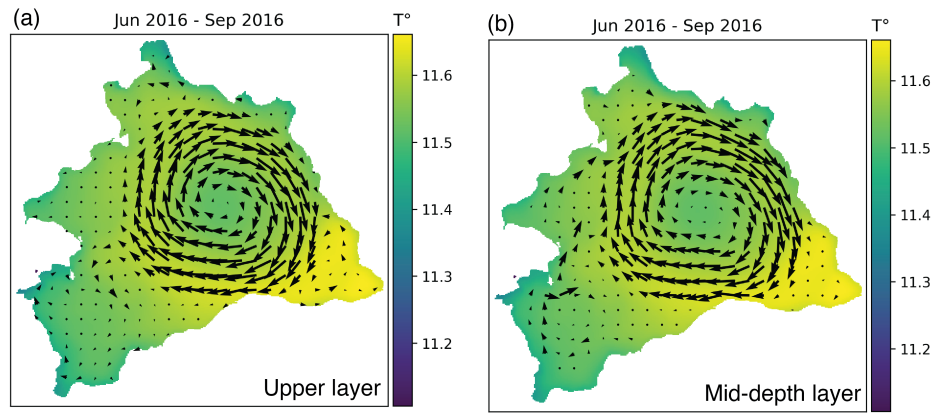 (a)
Jun 2016 - Sep 2016
T°
11.6
11.5
11.4
11.3
11.2
Upper layer
(b)
Jun 2016 - Sep 2016
T°
11.6
11.5
11.4
11.3
11.2
Mid-depth layer